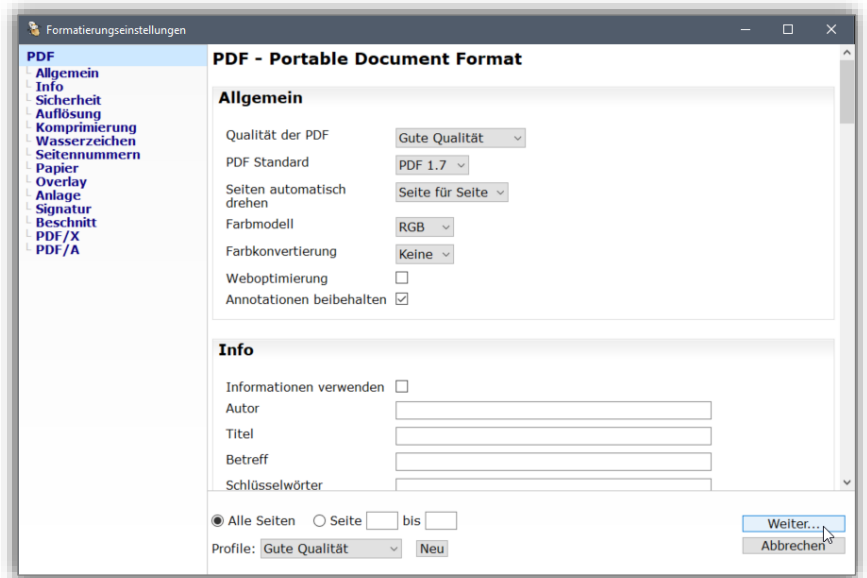 Formatierungseinstellungen
PDF
Allgemein
Info
Sicherheit
Auflösung
Komprimierung
Wasserzeichen
Seitennummern
Papier
Overlay
Anlage
Signatur
Beschnitt
PDF/X
PDF/A
PDF - Portable Document Format
Allgemein
Qualität der PDF Gute Qualität
PDF Standard PDF 1.7
Seiten automatisch drehen Seite für Seite
Farbmodell RGB
Farbkonvertierung Keine
Weboptimierung
Annotationen beibehalten
Info
Informationen verwenden
Autor
Titel
Betreff
Schlüsselwörter
Alle Seiten Seite bis
Profile: Gute Qualität Neu
Weiter...
Abbrechen